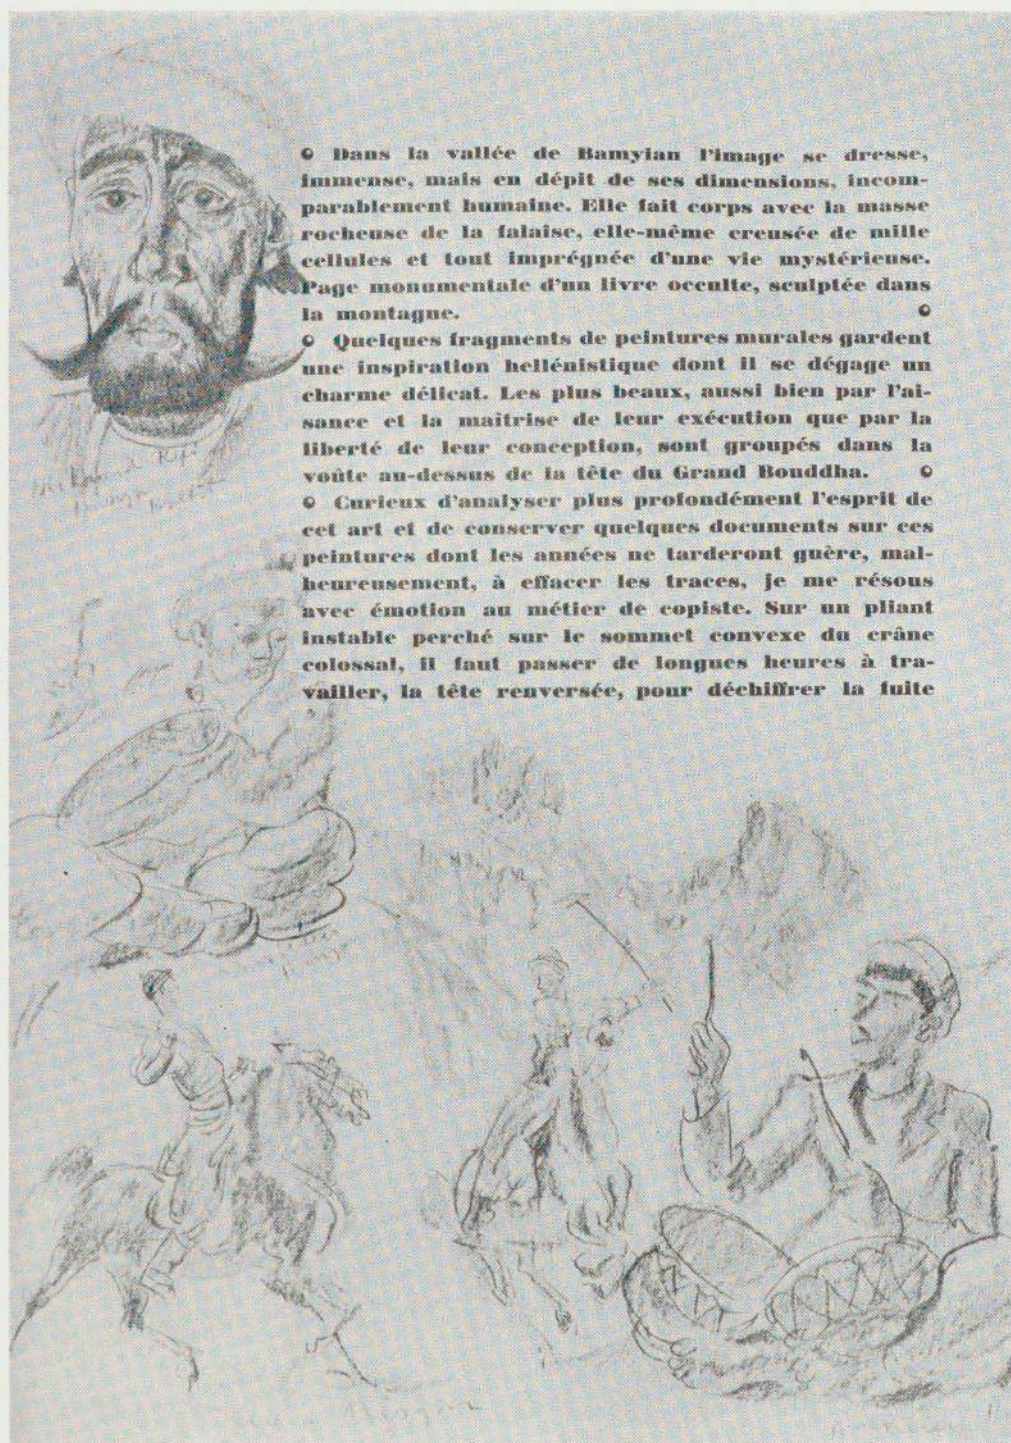 Dans la vallée de Bamyian l'image se dresse,
immense, mais en dépit de ses dimensions, incom-
parablement humaine. Elle fait corps avec la masse
rocheuse de la falaise, elle-même creusée de mille
cellules et tout imprégnée d'une vie mystérieuse.
Page monumentale d'un livre occulte, sculptée dans
la montagne.
Quelques fragments de peintures murales gardent
une inspiration hellénistique dont il se dégage un
charme délicat. Les plus beaux, aussi bien par l'ai-
sance et la maîtrise de leur exécution que par la
liberté de leur conception, sont groupés dans la
voûte au-dessus de la tête du Grand Bouddha.
Curieux d'analyser plus profondément l'esprit de
cet art et de conserver quelques documents sur ces
peintures dont les années ne tarderont guère, mal-
heureusement, à effacer les traces, je me résous
avec émotion au métier de copiste. Sur un pliant
instable perché sur le sommet convexe du crâne
colossal, il faut passer de longues heures à tra-
vailler, la tête renversée, pour déchiffrer la fuite